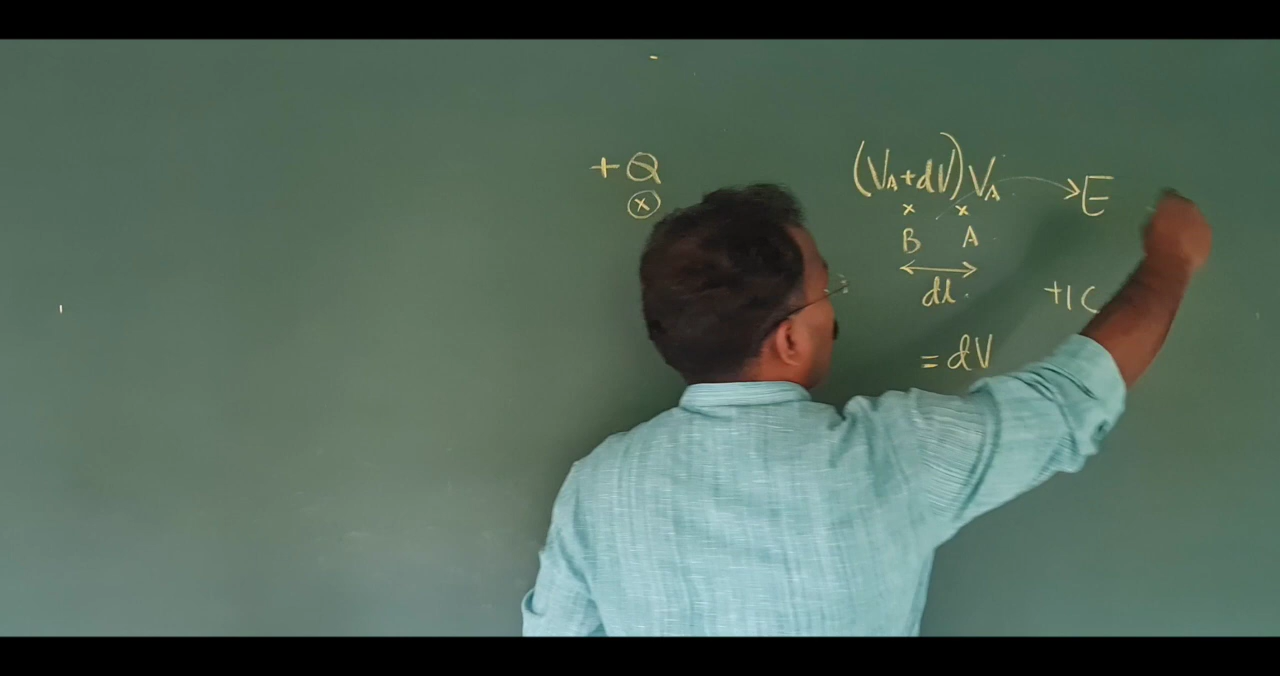 +Q
(V_A+dV) V_A → E
× ×
B A
dl.
+1C
= dV